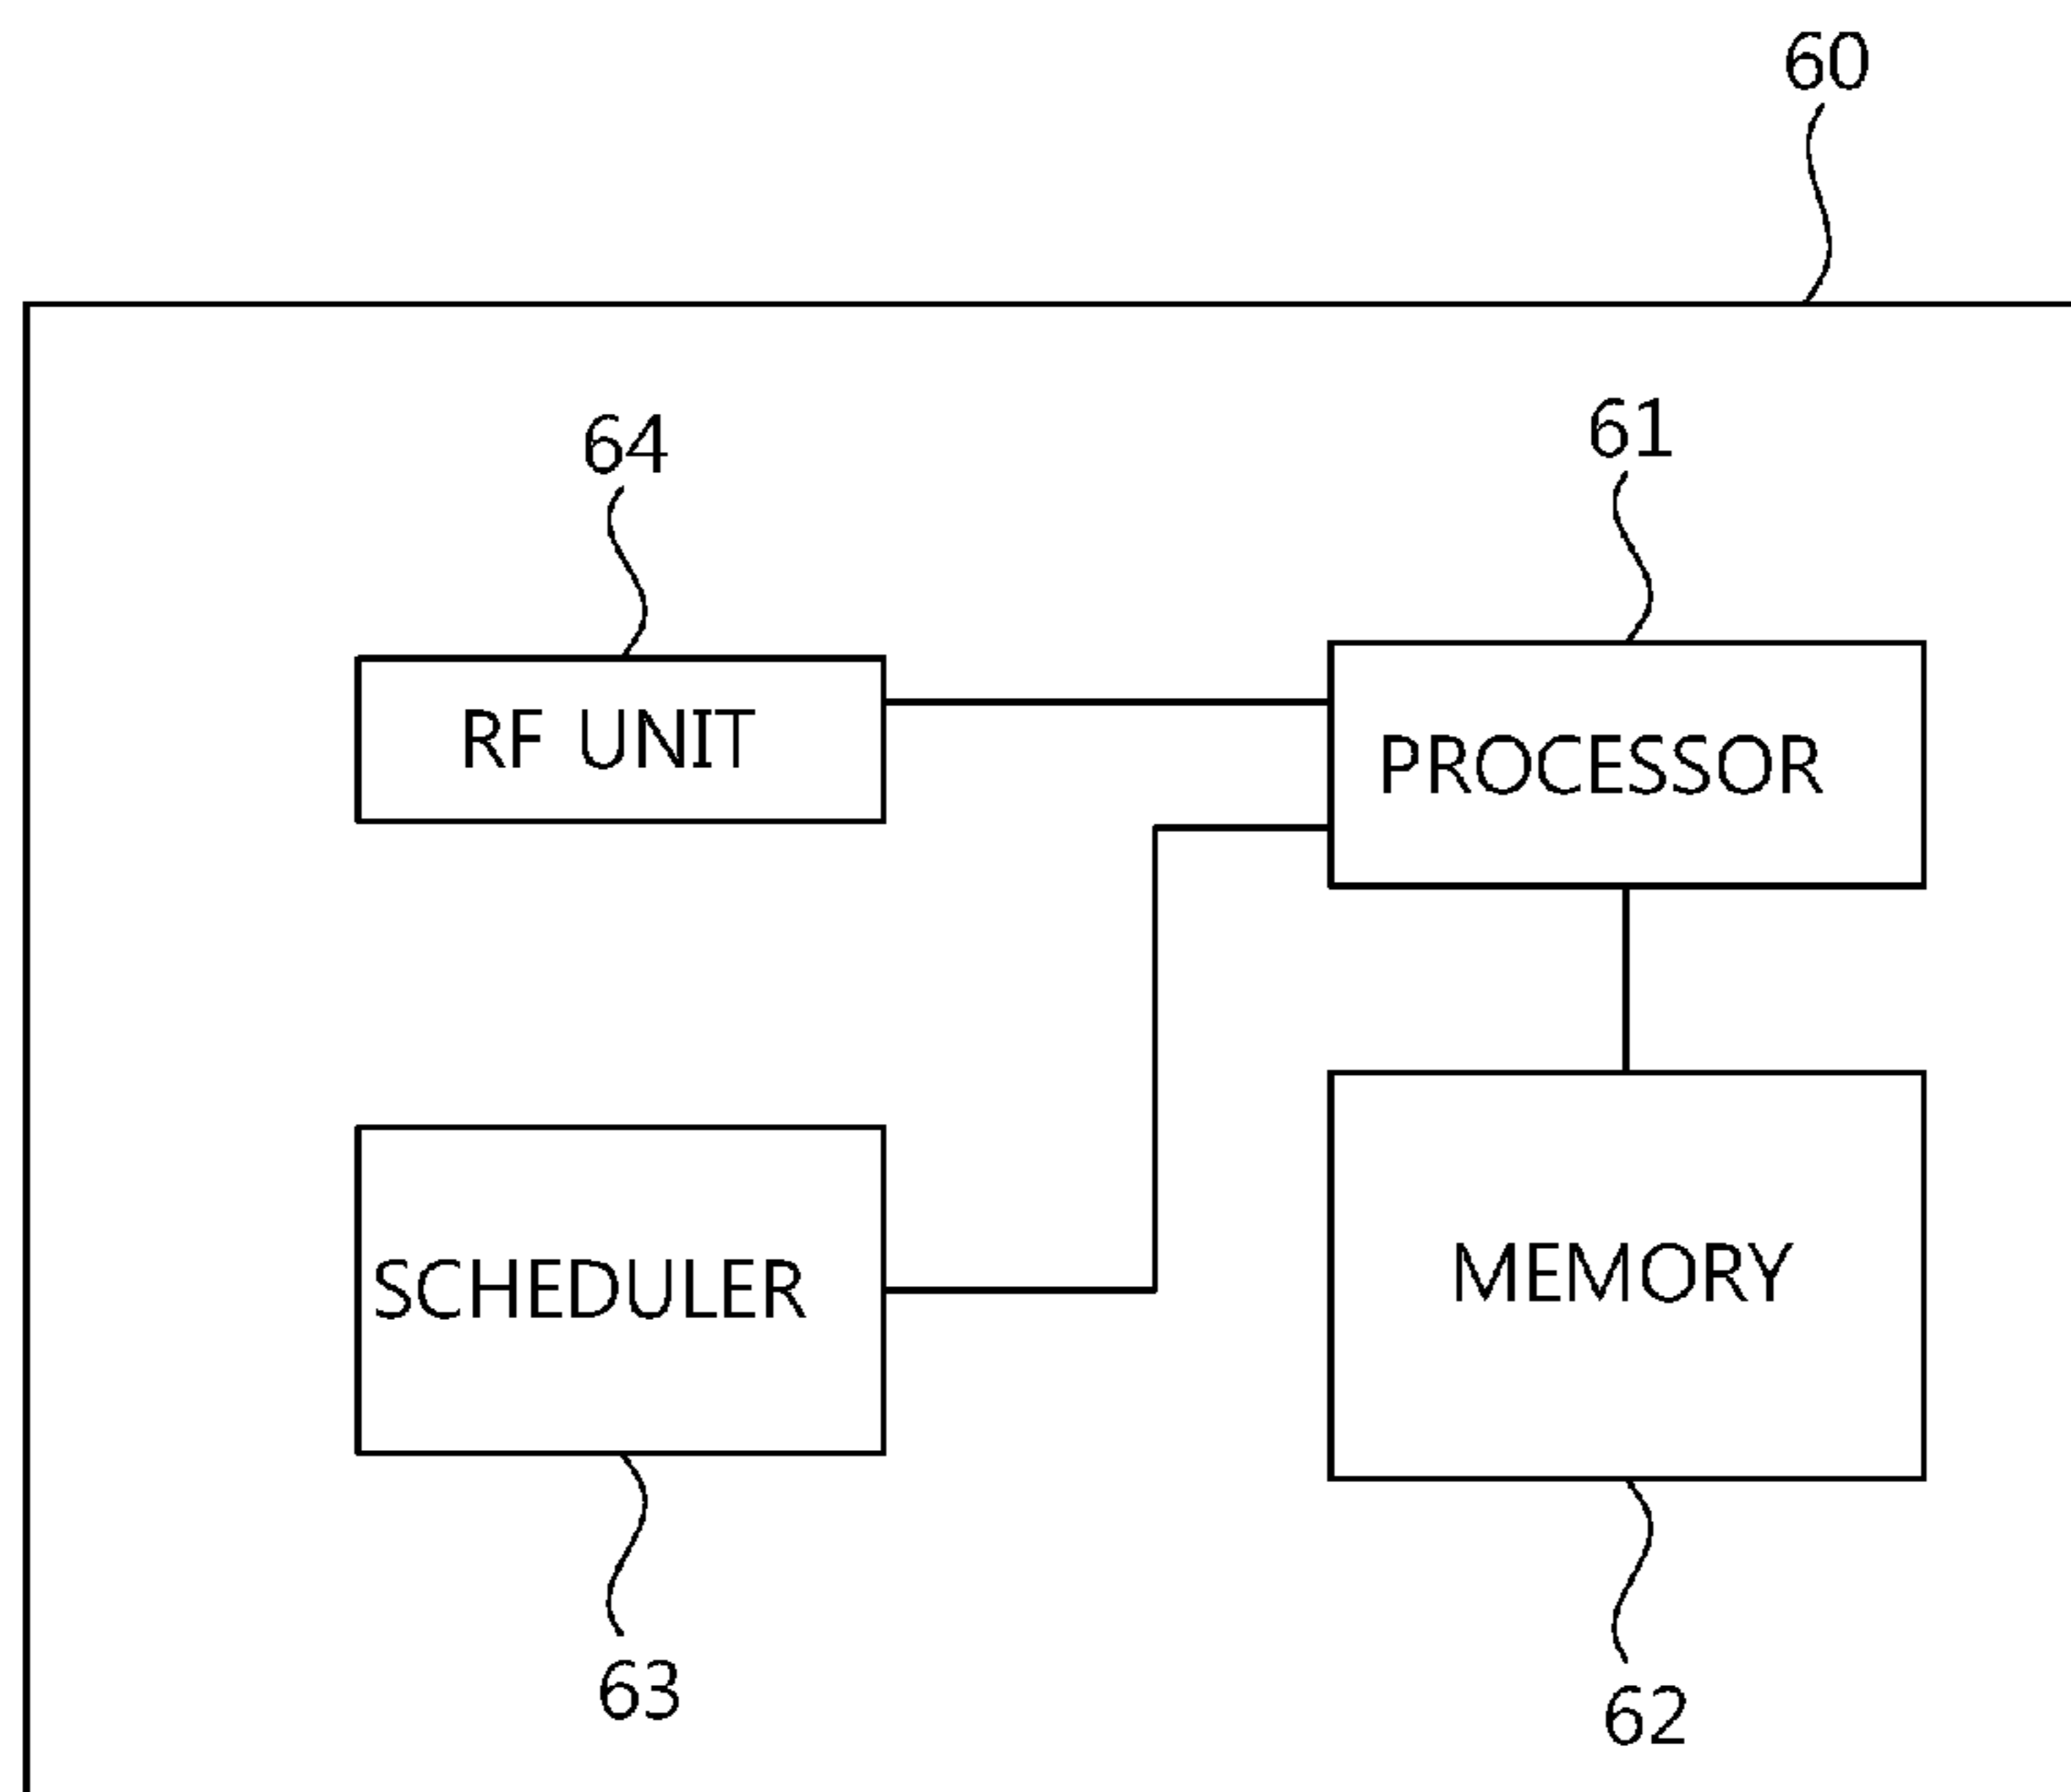 60
64
61
RF UNIT
PROCESSOR
SCHEDULER
MEMORY
63
62